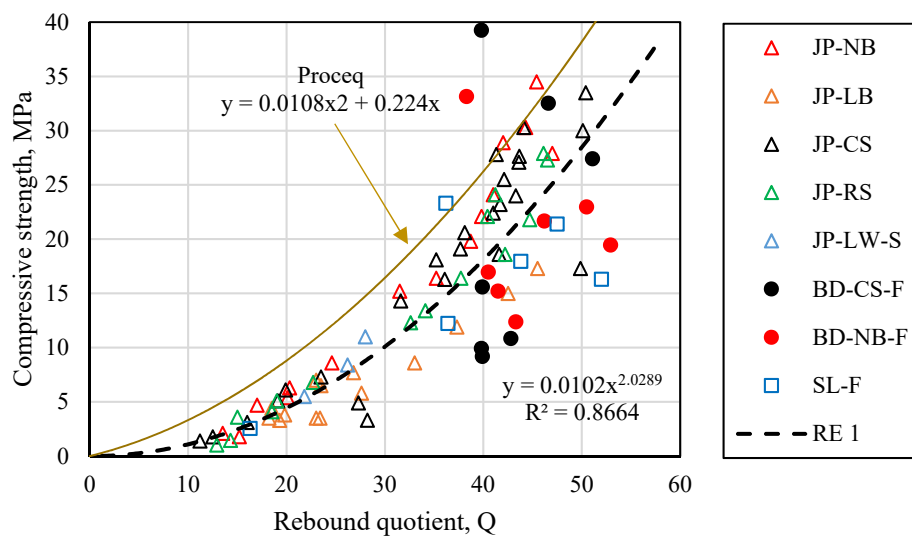 Compressive strength, MPa
40
35
30
25
20
15
10
5
0
Proceq
y = 0.0108x2 + 0.224x
y = 0.0102x^2.0289
R² = 0.8664
0 10 20 30 40 50 60
Rebound quotient, Q
JP-NB
JP-LB
JP-CS
JP-RS
JP-LW-S
BD-CS-F
BD-NB-F
SL-F
RE 1